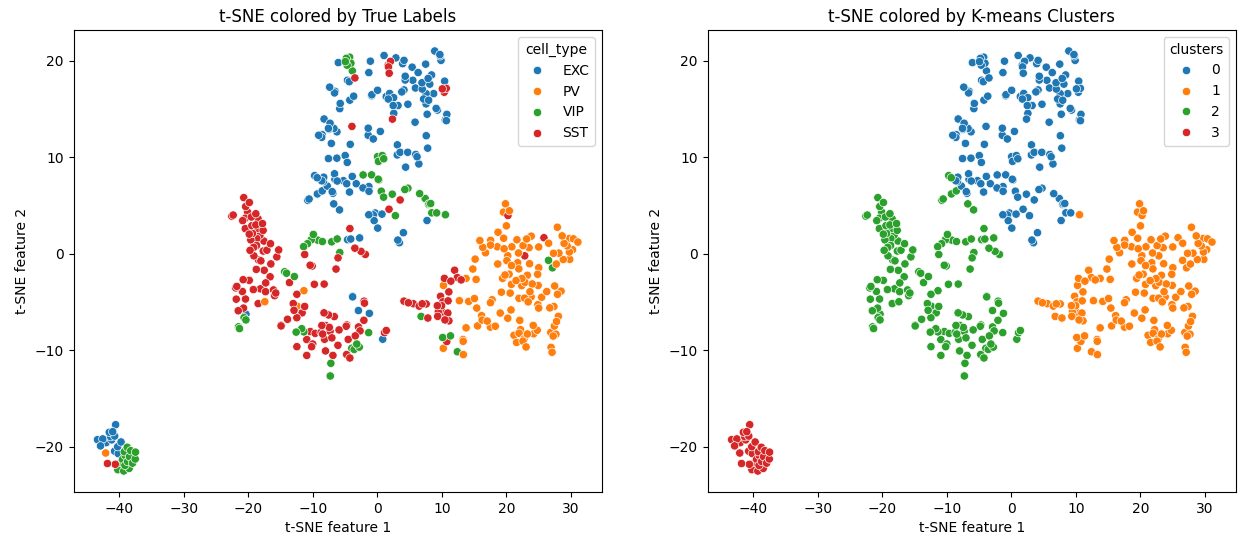 t-SNE colored by True Labels
cell_type
EXC
PV
VIP
SST
20
10
0
−10
−20
t-SNE feature 2
−40
−30
−20
−10
0
10
20
30
t-SNE feature 1
t-SNE colored by K-means Clusters
clusters
0
1
2
3
20
10
0
−10
−20
t-SNE feature 2
−40
−30
−20
−10
0
10
20
30
t-SNE feature 1